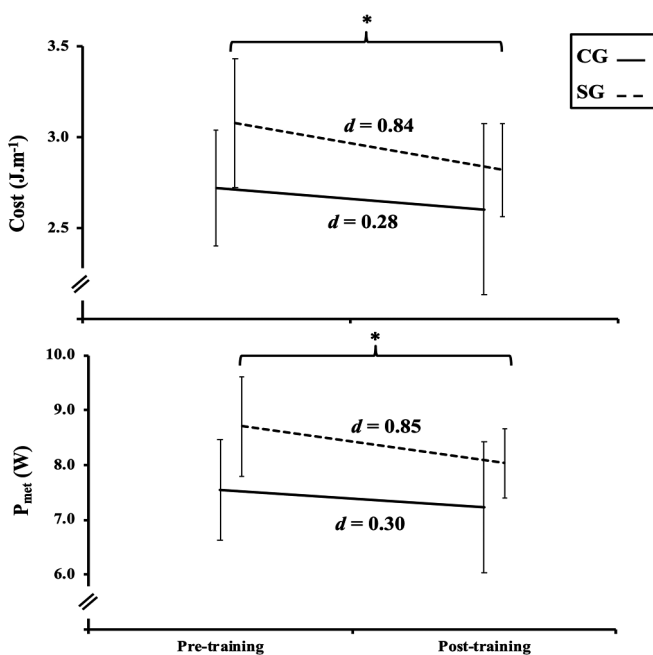 *
3.5
CG
SG
d = 0.84
3.0
Cost (J.m-1)
d = 0.28
2.5
*
10.0
9.0
d = 0.85
8.0
Pmet (W)
7.0
d = 0.30
6.0
Pre-training
Post-training